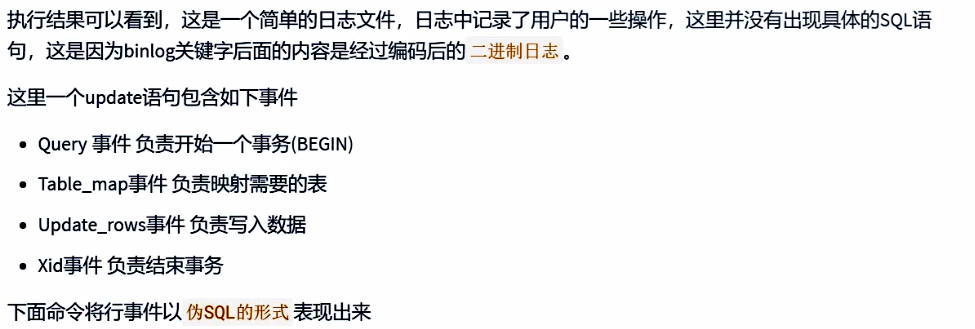 执行结果可以看到，这是一个简单的日志文件，日志中记录了用户的一些操作，这里并没有出现具体的SQL语
句，这是因为binlog关键字后面的内容是经过编码后的 二进制日志 。
这里一个update语句包含如下事件
• Query 事件 负责开始一个事务(BEGIN)
• Table_map事件 负责映射需要的表
• Update_rows事件 负责写入数据
• Xid事件 负责结束事务
下面命令将行事件以 伪SQL的形式 表现出来